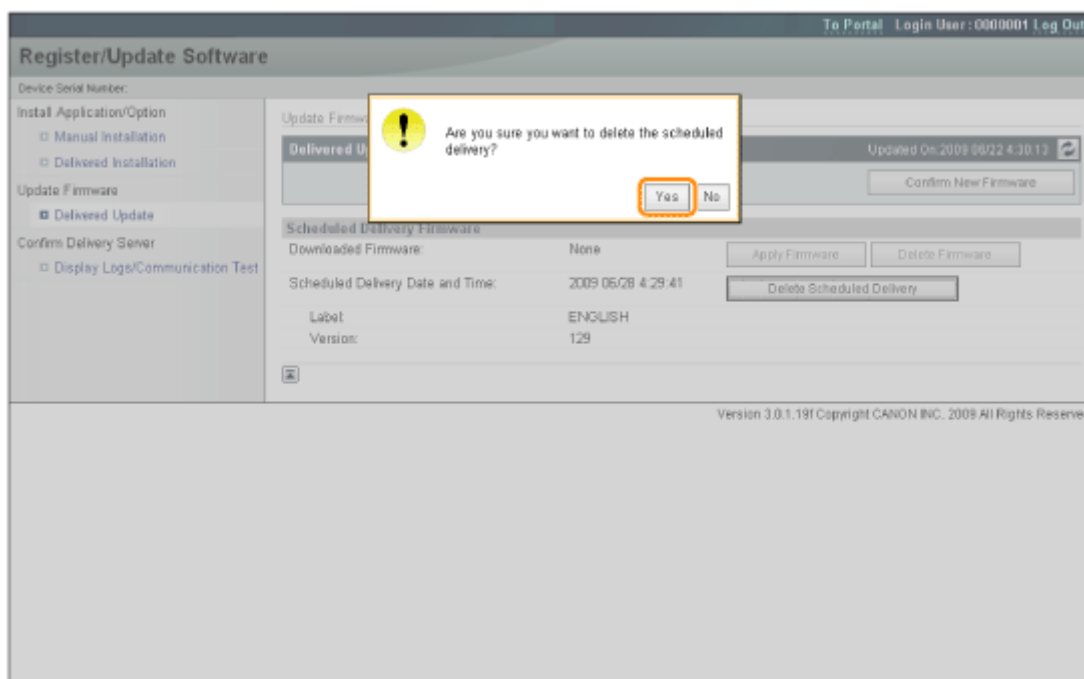 To Portal Login User : 0000001 Log Out
Register/Update Software
Device Serial Number:
Install Application/Option
Manual Installation
Delivered Installation
Update Firmware
Delivered Update
Confirm Delivery Server
Display Logs/Communication Test
Update Firmw
Are you sure you want to delete the scheduled
delivery?
Yes No
Delivered U
Updated On:2009 06/22 4:30:13
Confirm New Firmware
Scheduled Delivery Firmware
Downloaded Firmware: None Apply Firmware Delete Firmware
Scheduled Delivery Date and Time: 2009 06/28 4:29:41 Delete Scheduled Delivery
Label: ENGLISH
Version: 129
Version 3.0.1.19f Copyright CANON INC. 2009 All Rights Reserve